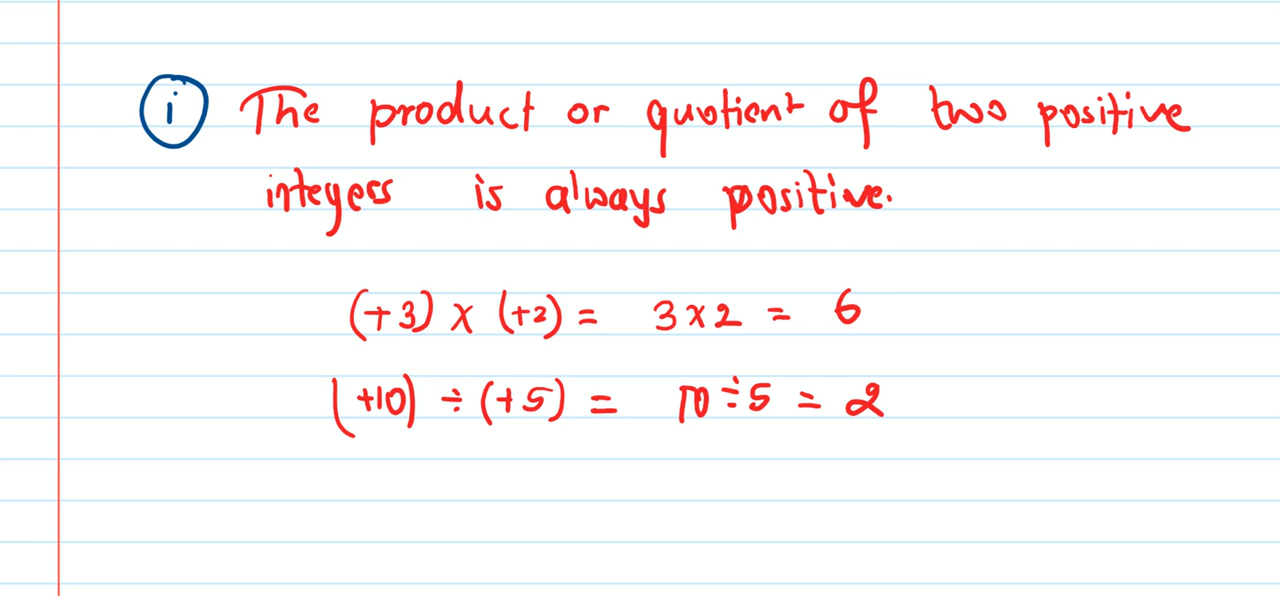 i The product or quotient of two positive
integers is always positive.
(+3) × (+2) = 3 × 2 = 6
(+10) ÷ (+5) = 10 ÷ 5 = 2